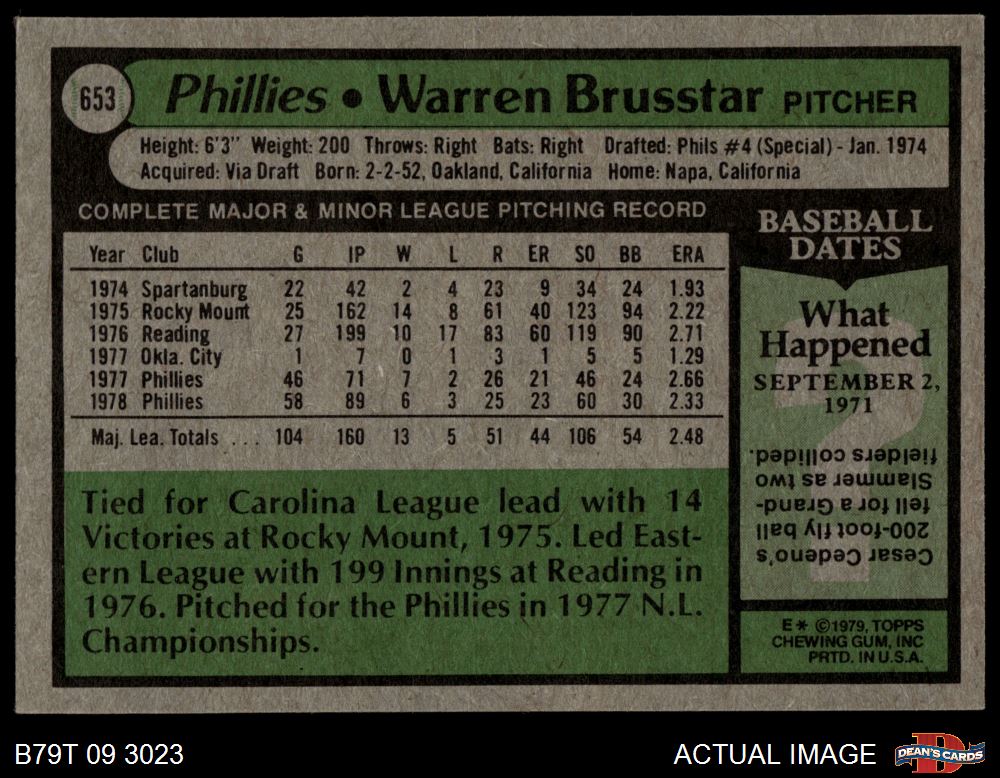 653
Phillies • Warren Brusstar PITCHER
Height: 6'3" Weight: 200 Throws: Right Bats: Right Drafted: Phils #4 (Special) - Jan. 1974
Acquired: Via Draft Born: 2-2-52, Oakland, California Home: Napa, California
COMPLETE MAJOR & MINOR LEAGUE PITCHING RECORD
Year Club G IP W L R ER SO BB ERA
1974 Spartanburg 22 42 2 4 23 9 34 24 1.93
1975 Rocky Mount 25 162 14 8 61 40 123 94 2.22
1976 Reading 27 199 10 17 83 60 119 90 2.71
1977 Okla. City 1 7 0 1 3 1 5 5 1.29
1977 Phillies 46 71 7 2 26 21 46 24 2.66
1978 Phillies 58 89 6 3 25 23 60 30 2.33
Maj. Lea. Totals ... 104 160 13 5 51 44 106 54 2.48
Tied for Carolina League lead with 14
Victories at Rocky Mount, 1975. Led East-
ern League with 199 Innings at Reading in
1976. Pitched for the Phillies in 1977 N.L.
Championships.
BASEBALL
DATES
What
Happened
SEPTEMBER 2,
1971
Cesar Cedeno's
200-foot fly ball
fell for a Grand-
Slammer as two
fielders collided.
E* ©1979, TOPPS
CHEWING GUM, INC
PRTD. IN U.S.A.
B79T 09 3023
ACTUAL IMAGE
DEAN'S CARDS